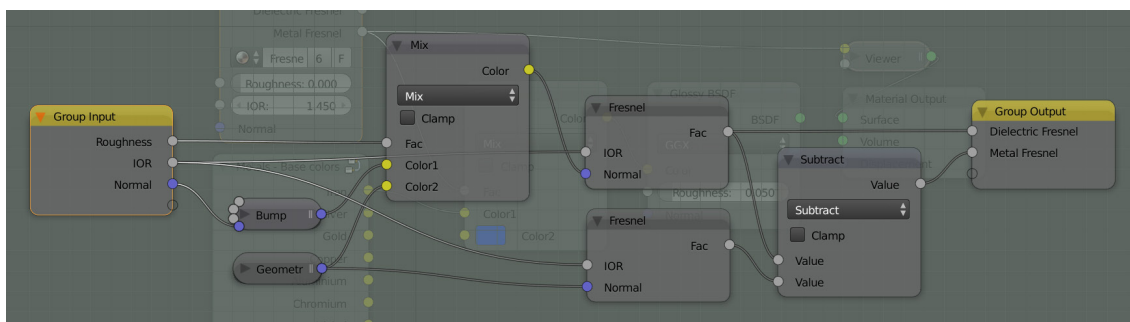 Dielectric Fresnel
Metal Fresnel
Fresne 6 F
Roughness: 0.000
IOR: 1.450
Normal
Mix
Color
Mix
Clamp
Fac
Color1
Color2
Group Input
Roughness
IOR
Normal
Bump
Geometr
Base colors
Gold
Chromium
Color1
Color2
Glossy BSDF
BSDF
GGX
Roughness: 0.050
Fresnel
Fac
IOR
Normal
Fresnel
Fac
IOR
Normal
Viewer
Material Output
Surface
Volume
Subtract
Value
Subtract
Clamp
Value
Value
Group Output
Dielectric Fresnel
Metal Fresnel